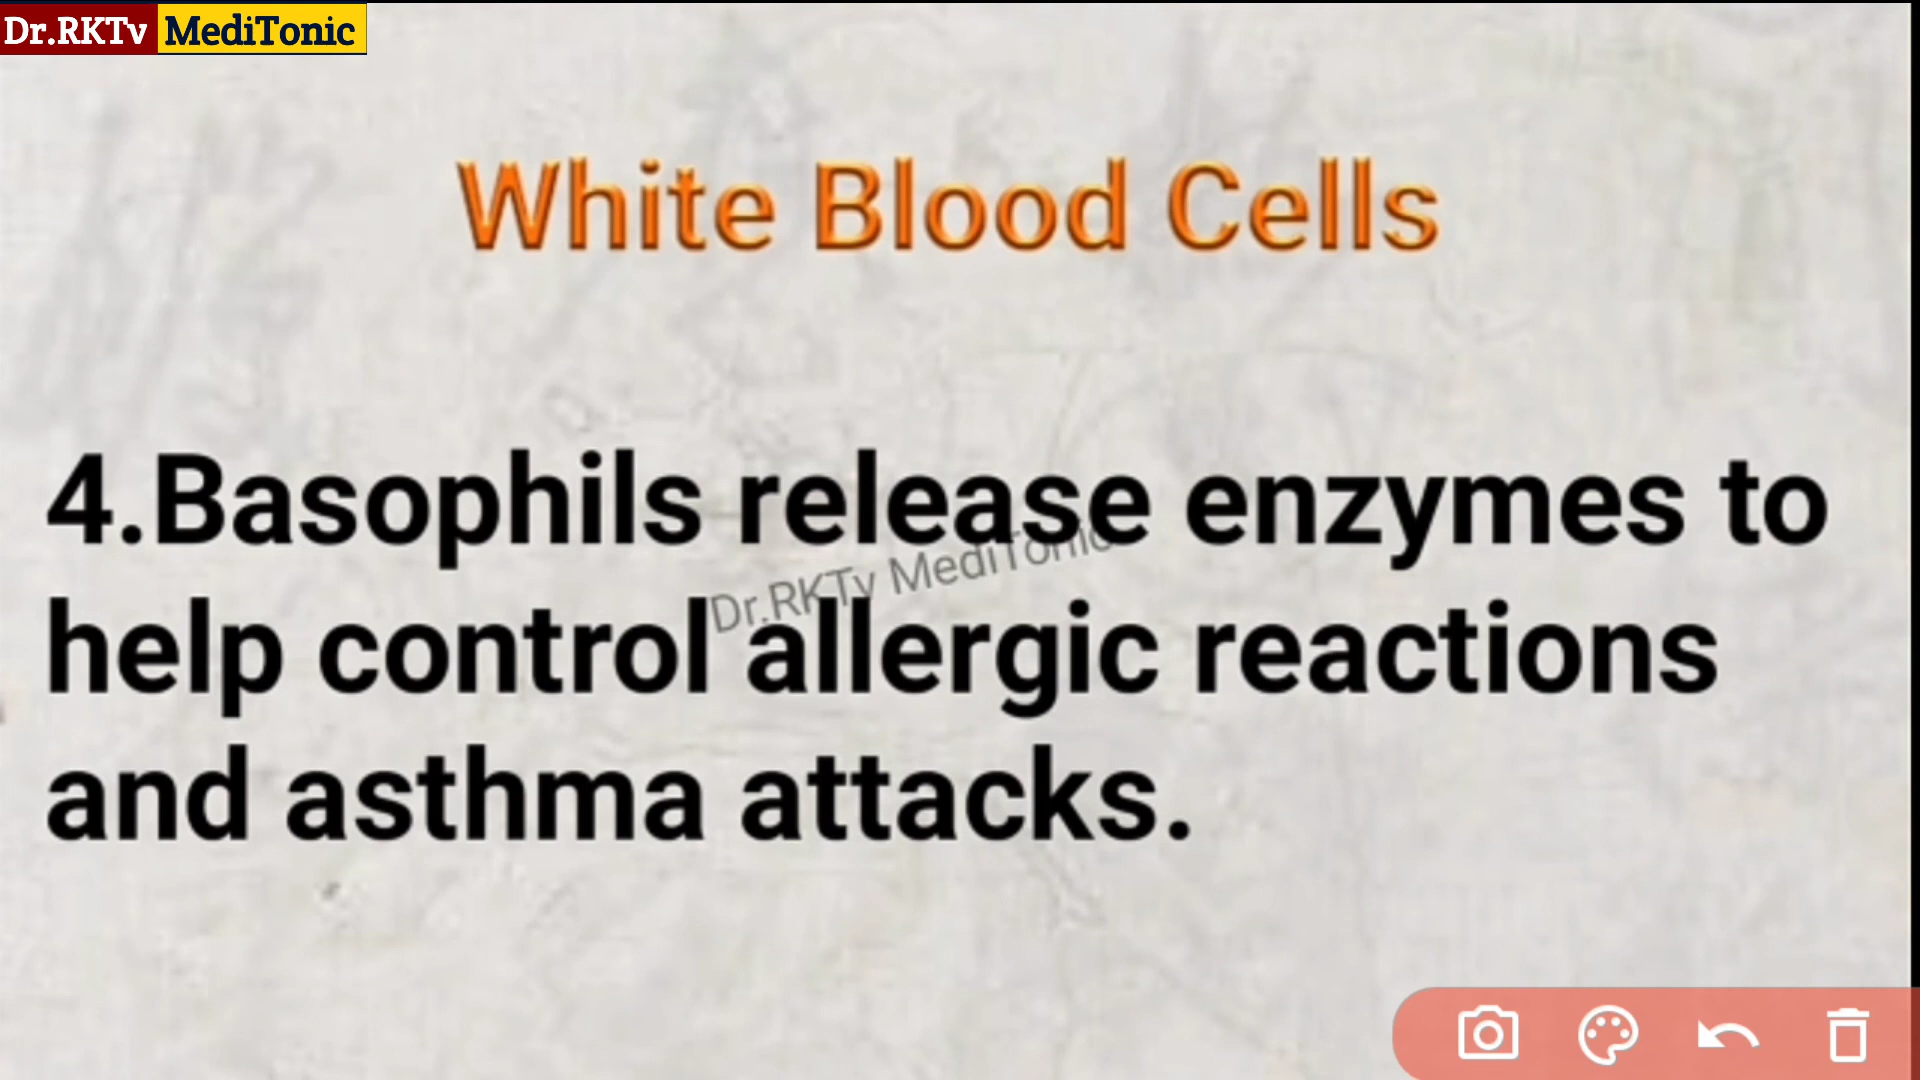 Dr.RKTv MediTonic
White Blood Cells
4.Basophils release enzymes to
Dr.RKTv MediTonic
help control allergic reactions
and asthma attacks.